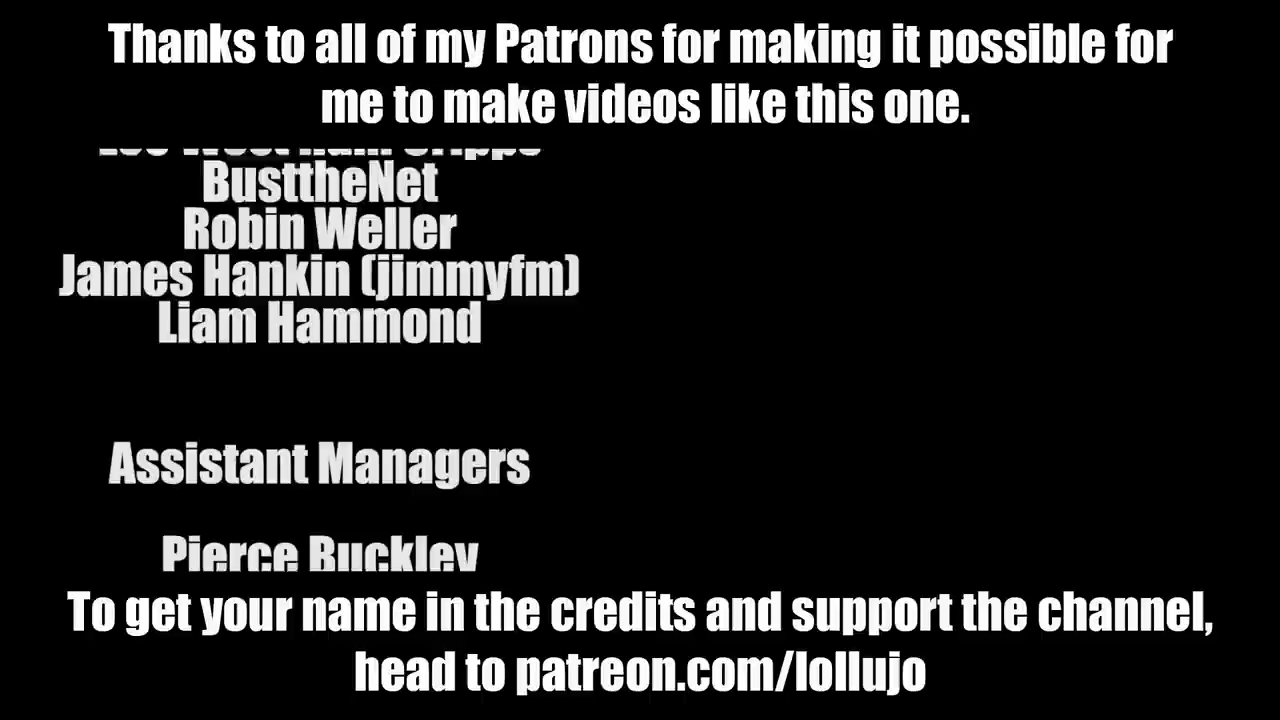 Thanks to all of my Patrons for making it possible for
me to make videos like this one.
BusttheNet
Robin Weller
James Hankin (jimmyfm)
Liam Hammond
Assistant Managers
Pierce Buckley
To get your name in the credits and support the channel,
head to patreon.com/lollujo